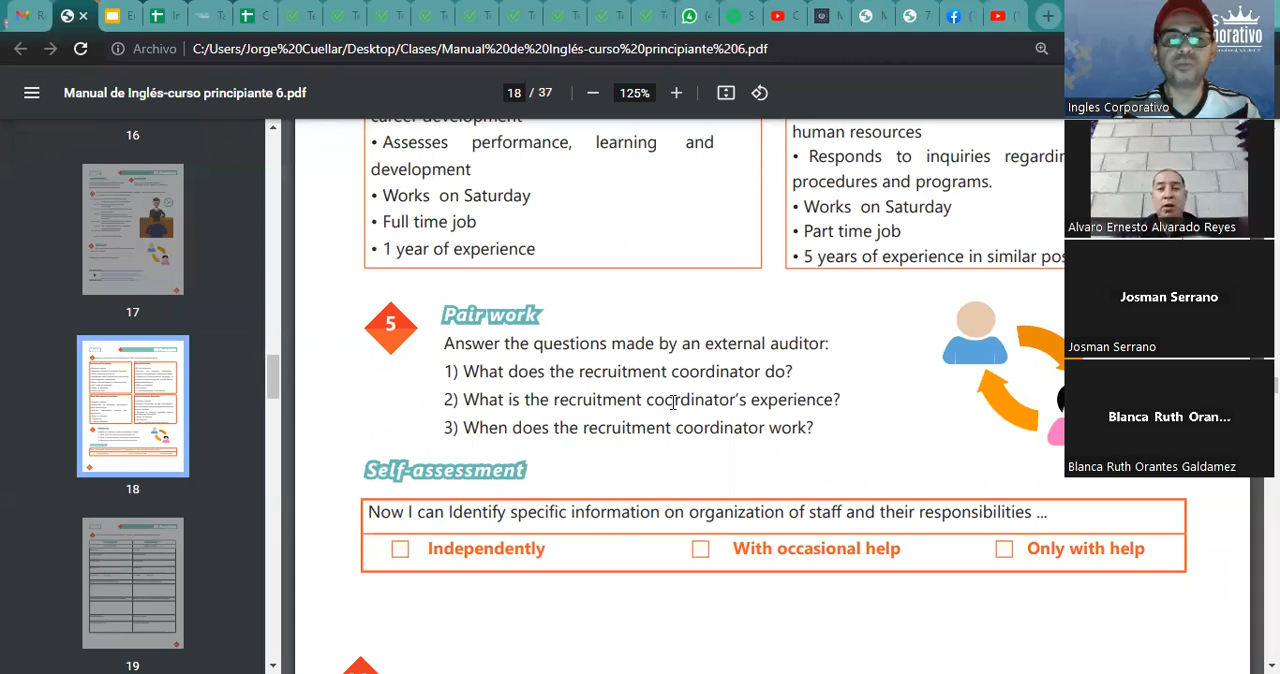 Archivo
C:/Users/Jorge%20Cuellar/Desktop/Clases/Manual%20de%20Inglés-curso%20principiante%206.pdf
Manual de Inglés-curso principiante 6.pdf
18 / 37
125%
16
17
18
19
career development
• Assesses performance, learning and
development
• Works on Saturday
• Full time job
• 1 year of experience
human resources
• Responds to inquiries regardin
procedures and programs.
• Works on Saturday
• Part time job
• 5 years of experience in similar pos
5
Pair work
Answer the questions made by an external auditor:
1) What does the recruitment coordinator do?
2) What is the recruitment coordinator's experience?
3) When does the recruitment coordinator work?
Self-assessment
Now I can Identify specific information on organization of staff and their responsibilities ...
Independently
With occasional help
Only with help
Ingles Corporativo
Alvaro Ernesto Alvarado Reyes
Josman Serrano
Josman Serrano
Blanca Ruth Oran...
Blanca Ruth Orantes Galdamez